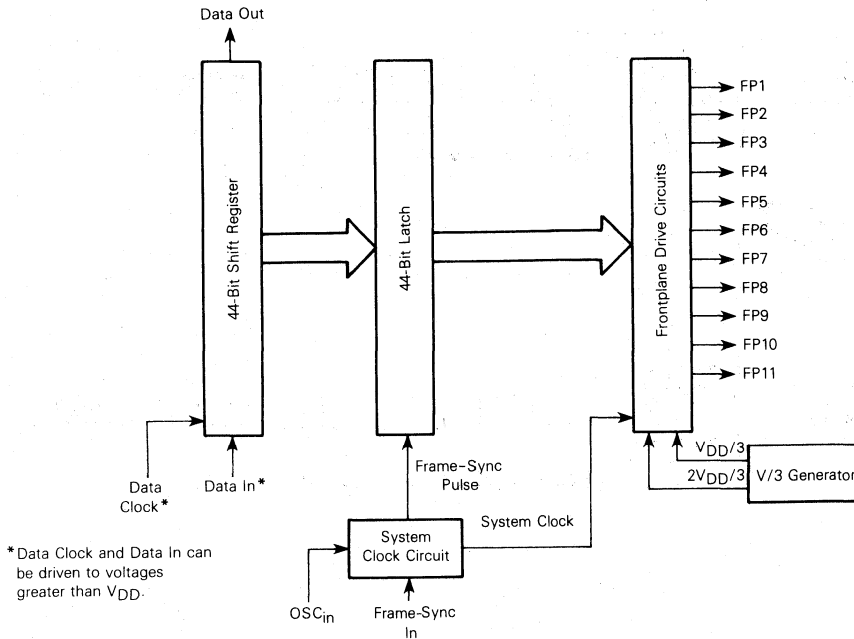 Data Out
44-Bit Shift Register
44-Bit Latch
Frontplane Drive Circuits
FP1
FP2
FP3
FP4
FP5
FP6
FP7
FP8
FP9
FP10
FP11
Data
Clock*
Data In*
Frame-Sync
Pulse
VDD/3
2VDD/3
V/3 Generator
System Clock
System
Clock Circuit
OSCin
Frame-Sync
In
*Data Clock and Data In can
be driven to voltages
greater than VDD.